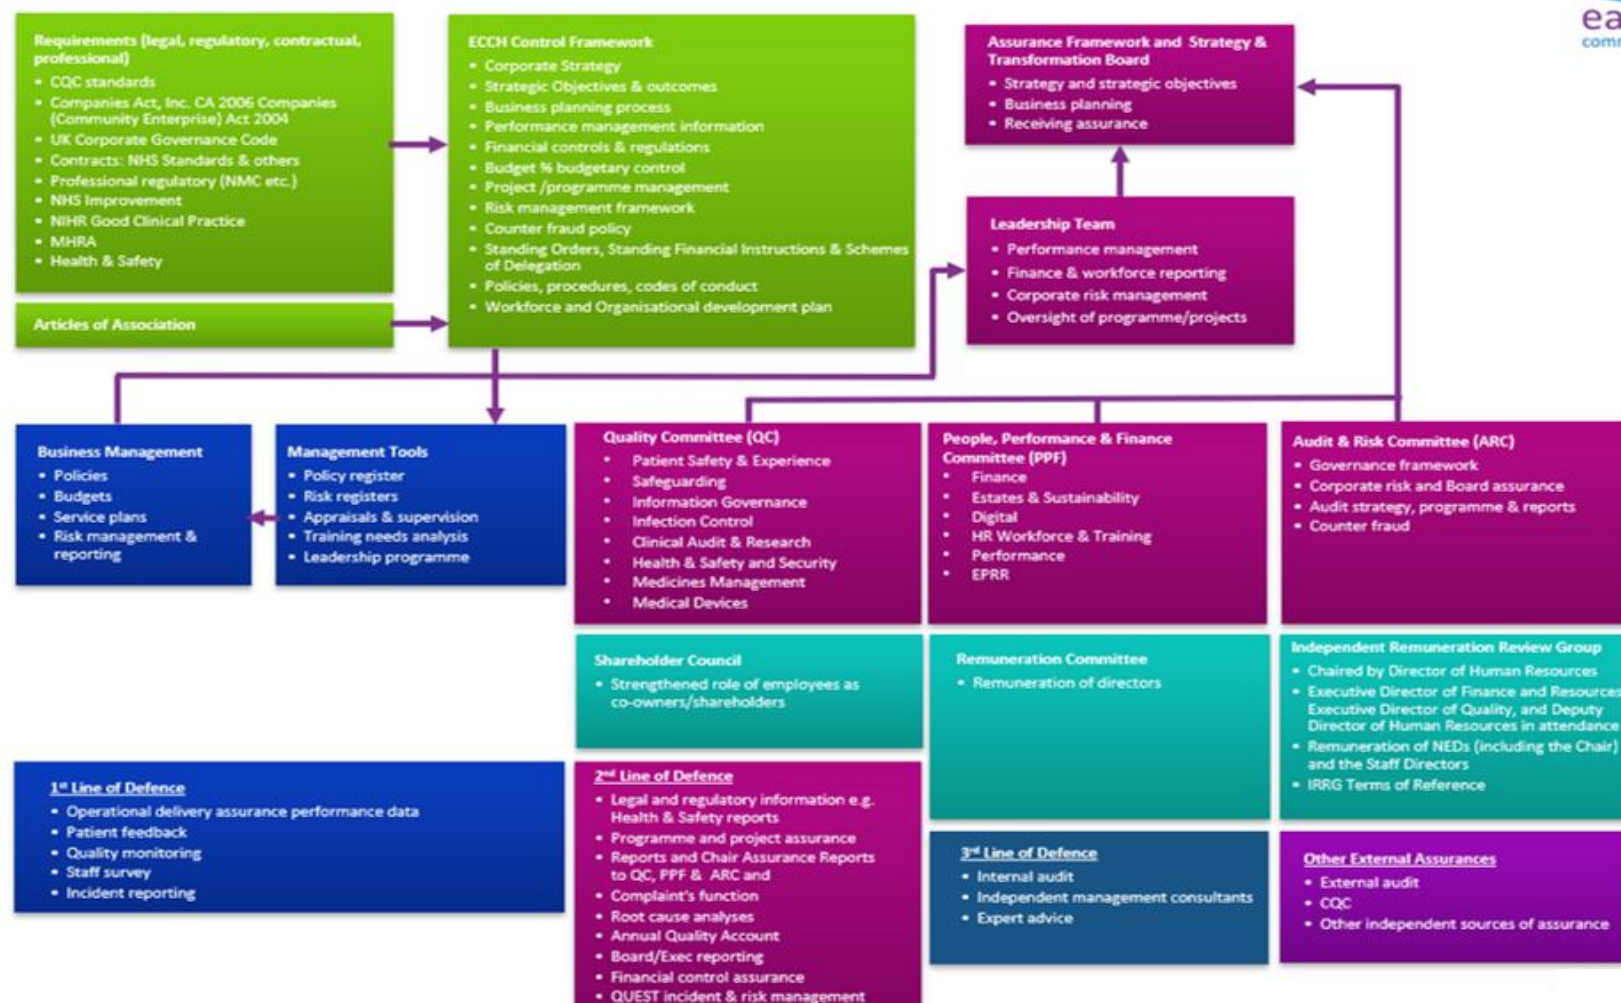 Requirements (legal, regulatory, contractual,
professional)
• CQC standards
• Companies Act, Inc. CA 2006 Companies
(Community Enterprise) Act 2004
• UK Corporate Governance Code
• Contracts: NHS Standards & others
• Professional regulatory (NMC etc.)
• NHS Improvement
• NIHR Good Clinical Practice
• MHRA
• Health & Safety
Articles of Association
ECCH Control Framework
• Corporate Strategy
• Strategic Objectives & outcomes
• Business planning process
• Performance management information
• Financial controls & regulations
• Budget % budgetary control
• Project /programme management
• Risk management framework
• Counter fraud policy
• Standing Orders, Standing Financial Instructions & Schemes
of Delegation
• Policies, procedures, codes of conduct
• Workforce and Organisational development plan
Assurance Framework and Strategy &
Transformation Board
• Strategy and strategic objectives
• Business planning
• Receiving assurance
ea
comm
Leadership Team
• Performance management
• Finance & workforce reporting
• Corporate risk management
• Oversight of programme/projects
Business Management
• Policies
• Budgets
• Service plans
• Risk management &
reporting
Management Tools
• Policy register
• Risk registers
• Appraisals & supervision
• Training needs analysis
• Leadership programme
Quality Committee (QC)
• Patient Safety & Experience
• Safeguarding
• Information Governance
• Infection Control
• Clinical Audit & Research
• Health & Safety and Security
• Medicines Management
• Medical Devices
People, Performance & Finance
Committee (PPF)
• Finance
• Estates & Sustainability
• Digital
• HR Workforce & Training
• Performance
• EPRR
Audit & Risk Committee (ARC)
• Governance framework
• Corporate risk and Board assurance
• Audit strategy, programme & reports
• Counter fraud
Shareholder Council
• Strengthened role of employees as
co-owners/shareholders
Remuneration Committee
• Remuneration of directors
Independent Remuneration Review Group
• Chaired by Director of Human Resources
• Executive Director of Finance and Resources
Executive Director of Quality, and Deputy
Director of Human Resources in attendance
• Remuneration of NEDs (including the Chair)
and the Staff Directors
• IRRG Terms of Reference
1st Line of Defence
• Operational delivery assurance performance data
• Patient feedback
• Quality monitoring
• Staff survey
• Incident reporting
2nd Line of Defence
• Legal and regulatory information e.g.
Health & Safety reports
• Programme and project assurance
• Reports and Chair Assurance Reports
to QC, PPF & ARC and
• Complaint's function
• Root cause analyses
• Annual Quality Account
• Board/Exec reporting
• Financial control assurance
• QUEST incident & risk management
3rd Line of Defence
• Internal audit
• Independent management consultants
• Expert advice
Other External Assurances
• External audit
• CQC
• Other independent sources of assurance